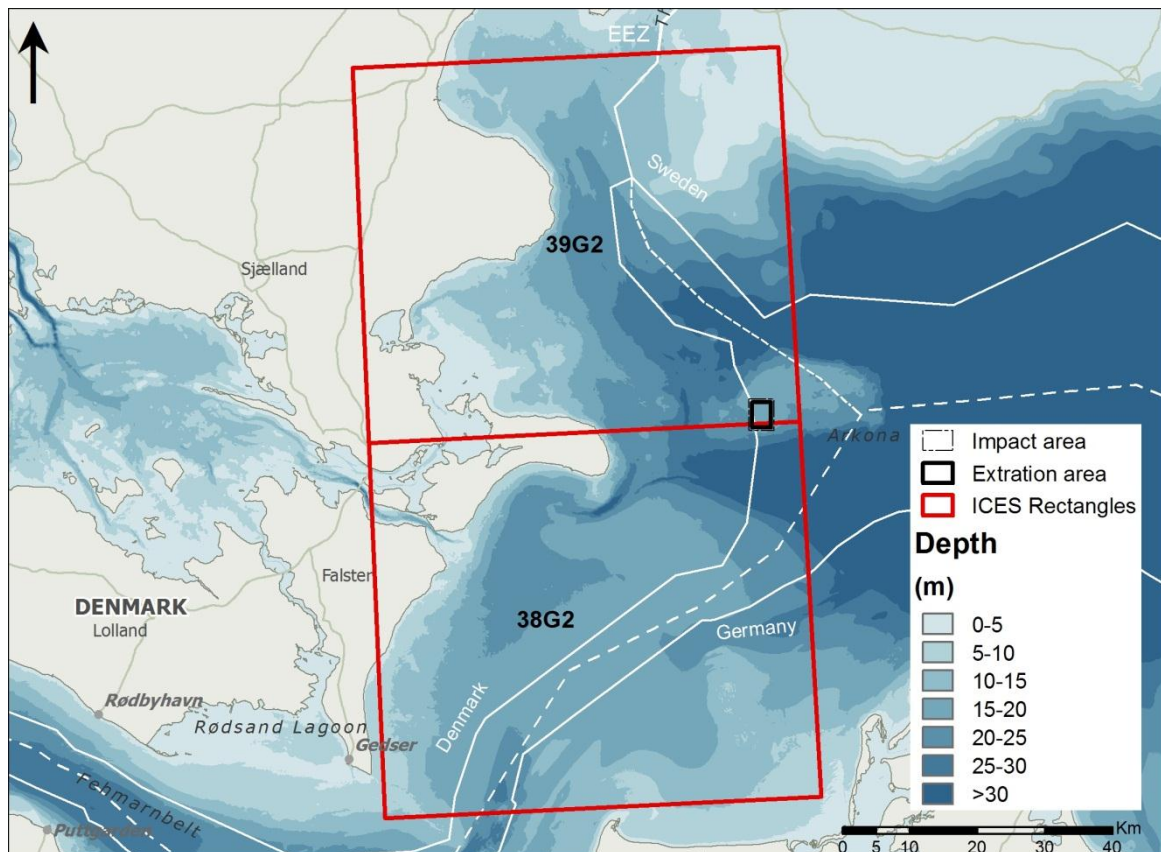 EEZ
Sweden
39G2
Sjælland
Arkona
Impact area
Extration area
ICES Rectangles
Depth
(m)
0-5
5-10
10-15
15-20
20-25
25-30
>30
Falster
DENMARK
Lolland
38G2
Germany
Denmark
Rødbyhavn
Rødsand Lagoon
Gedser
Fehmarnbelt
Puttgarden
0 5 10 20 30 40
Km